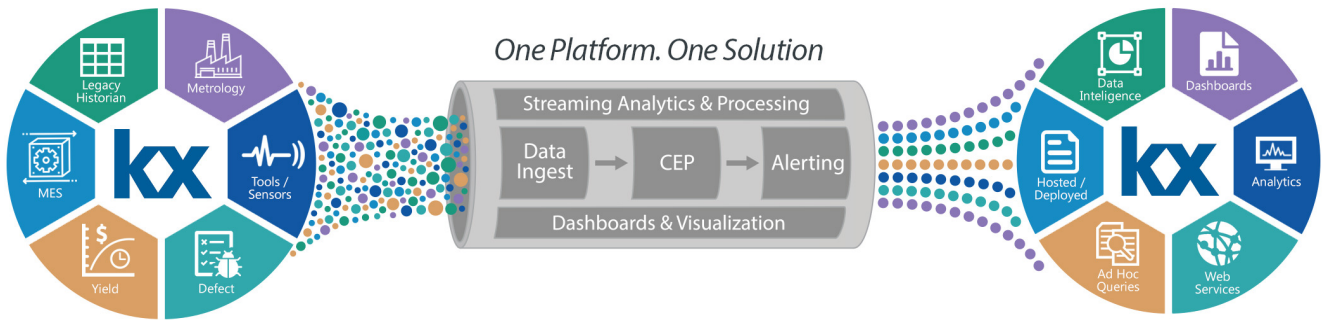 One Platform. One Solution
Legacy
Historian
Metrology
MES
kx
Tools /
Sensors
Yield
$
Defect
Streaming Analytics & Processing
Data
Ingest
CEP
Alerting
Dashboards & Visualization
Data
Inteligence
Dashboards
Hosted /
Deployed
kx
Analytics
Ad Hoc
Queries
Web
Services